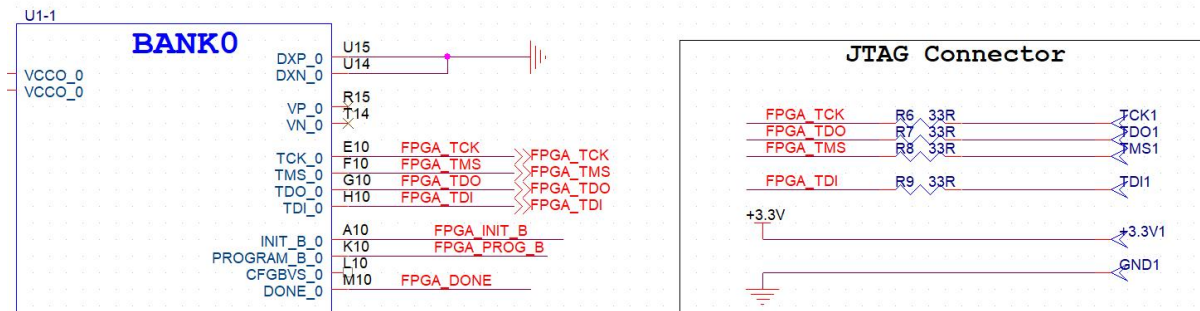 U1-1
BANK0
VCCO_0
VCCO_0
DXP_0 U15
DXN_0 U14
VP_0 R15
VN_0 T14
TCK_0 E10 FPGA_TCK FPGA_TCK
TMS_0 F10 FPGA_TMS FPGA_TMS
TDO_0 G10 FPGA_TDO FPGA_TDO
TDI_0 H10 FPGA_TDI FPGA_TDI
INIT_B_0 A10 FPGA_INIT_B
PROGRAM_B_0 K10 FPGA_PROG_B
CFGBVS_0 L10
DONE_0 M10 FPGA_DONE
JTAG Connector
FPGA_TCK R6 33R TCK1
FPGA_TDO R7 33R TDO1
FPGA_TMS R8 33R TMS1
FPGA_TDI R9 33R TDI1
+3.3V
+3.3V1
GND1